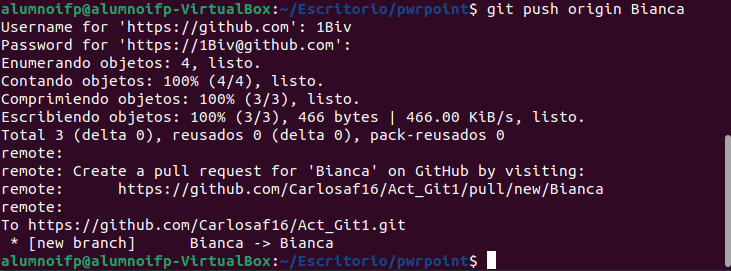 alumnoifp@alumnoifp-VirtualBox:~/Escritorio/pwrpoint$ git push origin Bianca
Username for 'https://github.com': 1Biv
Password for 'https://1Biv@github.com':
Enumerando objetos: 4, listo.
Contando objetos: 100% (4/4), listo.
Comprimiendo objetos: 100% (3/3), listo.
Escribiendo objetos: 100% (3/3), 466 bytes | 466.00 KiB/s, listo.
Total 3 (delta 0), reusados 0 (delta 0), pack-reusados 0
remote:
remote: Create a pull request for 'Bianca' on GitHub by visiting:
remote:      https://github.com/Carlosaf16/Act_Git1/pull/new/Bianca
remote:
To https://github.com/Carlosaf16/Act_Git1.git
 * [new branch]      Bianca -> Bianca
alumnoifp@alumnoifp-VirtualBox:~/Escritorio/pwrpoint$